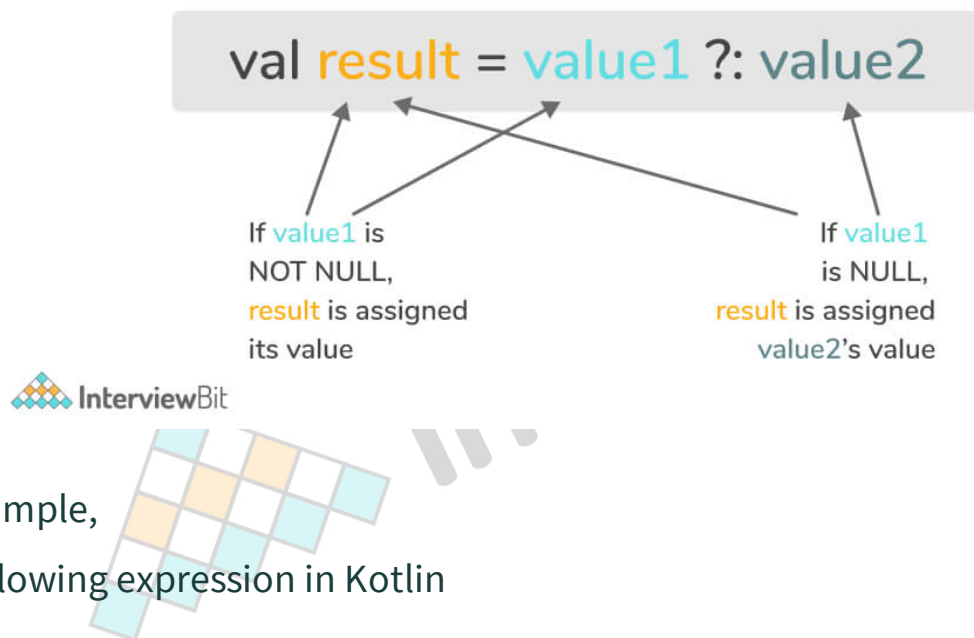 val result = value1 ?: value2
If value1 is
NOT NULL,
result is assigned
its value
If value1
is NULL,
result is assigned
value2's value
InterviewBit
mple,
lowing expression in Kotlin